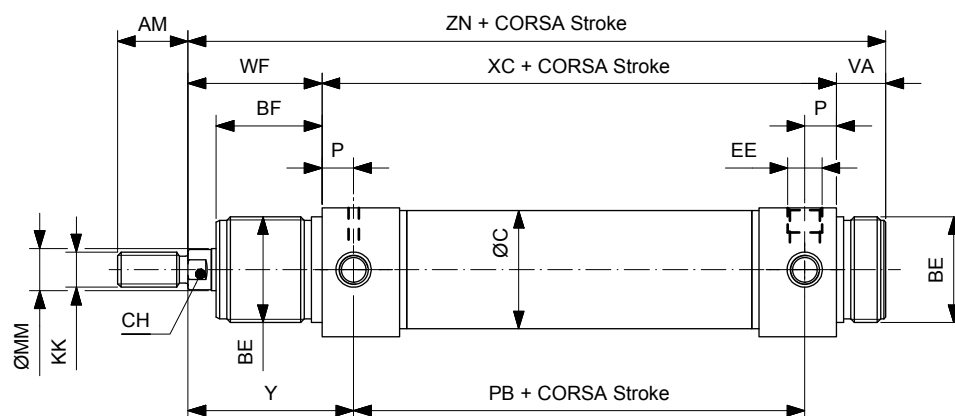 AM
ZN + CORSA Stroke
WF
XC + CORSA Stroke
VA
BF
P
P
EE
ØC
BE
ØMM
KK
CH
BE
Y
PB + CORSA Stroke